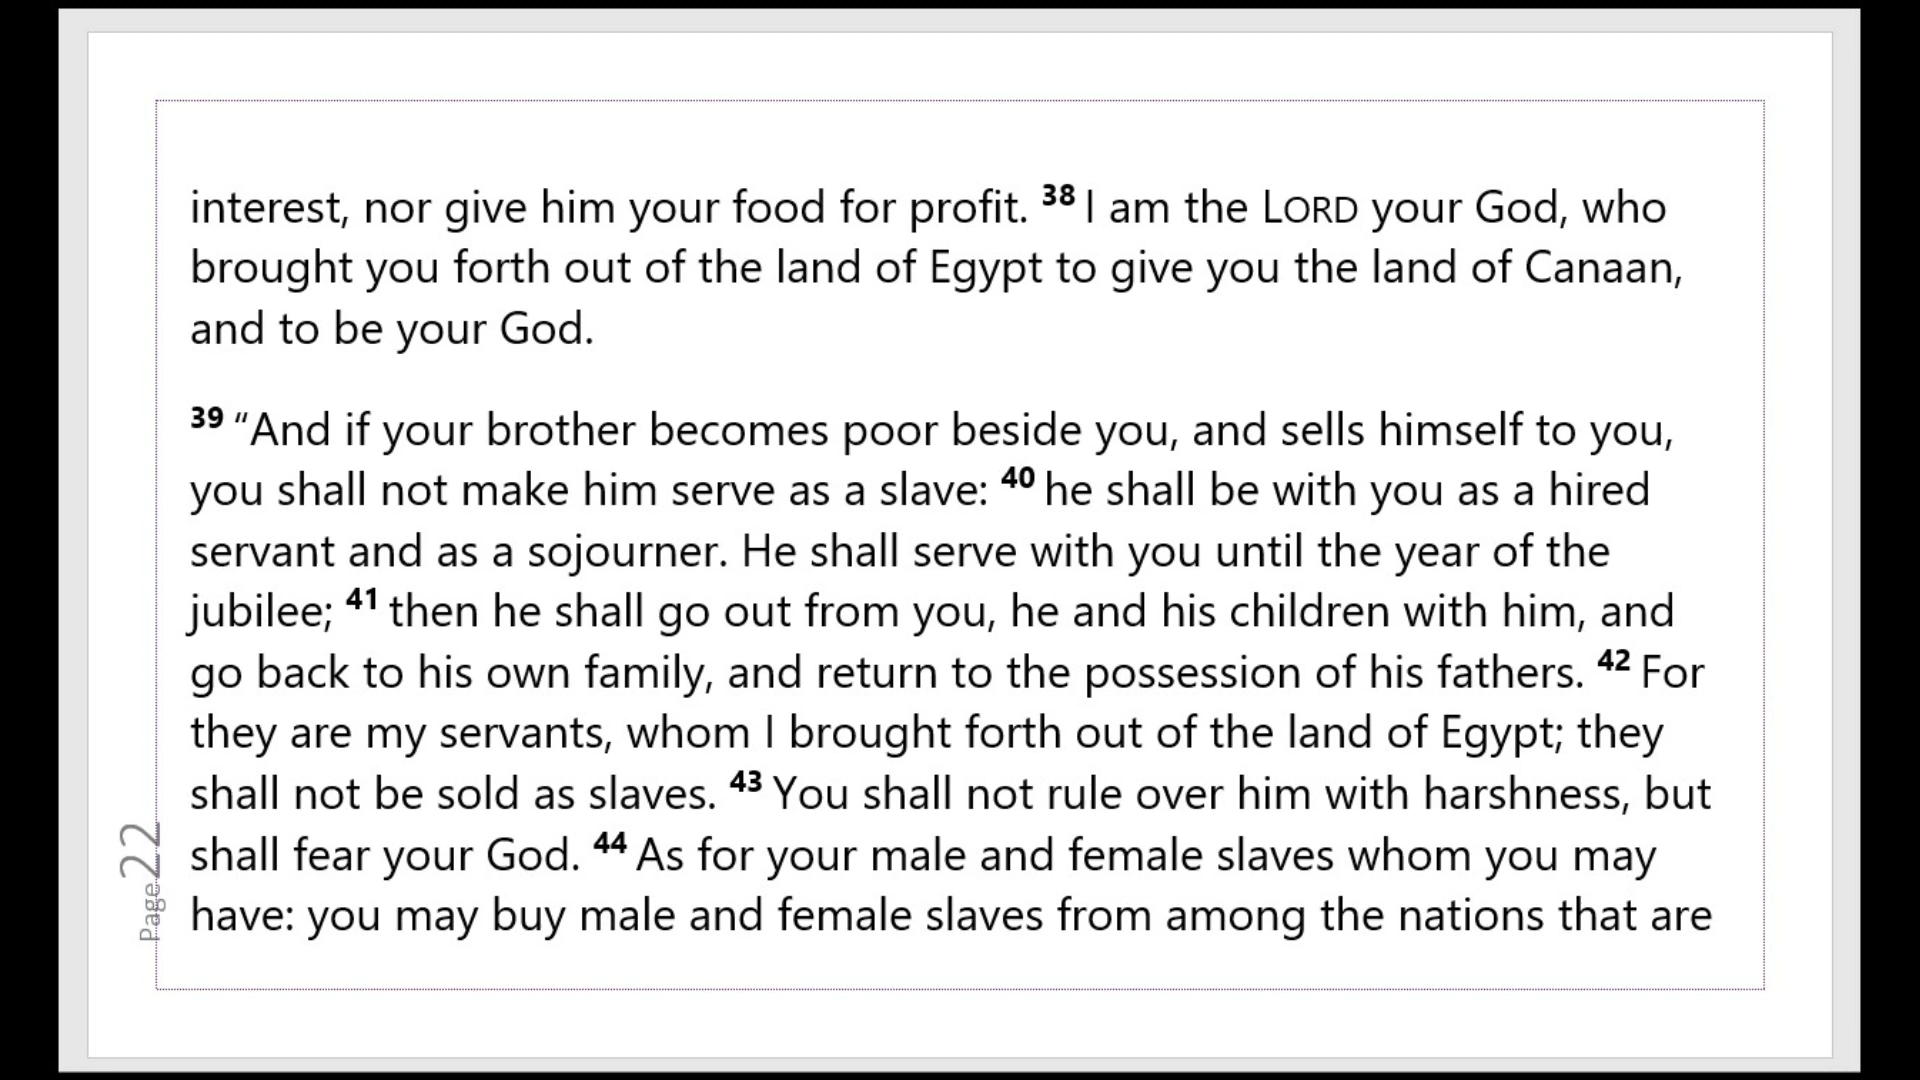 interest, nor give him your food for profit. 38 I am the LORD your God, who
brought you forth out of the land of Egypt to give you the land of Canaan,
and to be your God.
39 “And if your brother becomes poor beside you, and sells himself to you,
you shall not make him serve as a slave: 40 he shall be with you as a hired
servant and as a sojourner. He shall serve with you until the year of the
jubilee; 41 then he shall go out from you, he and his children with him, and
go back to his own family, and return to the possession of his fathers. 42 For
they are my servants, whom I brought forth out of the land of Egypt; they
shall not be sold as slaves. 43 You shall not rule over him with harshness, but
shall fear your God. 44 As for your male and female slaves whom you may
have: you may buy male and female slaves from among the nations that are
Page 22